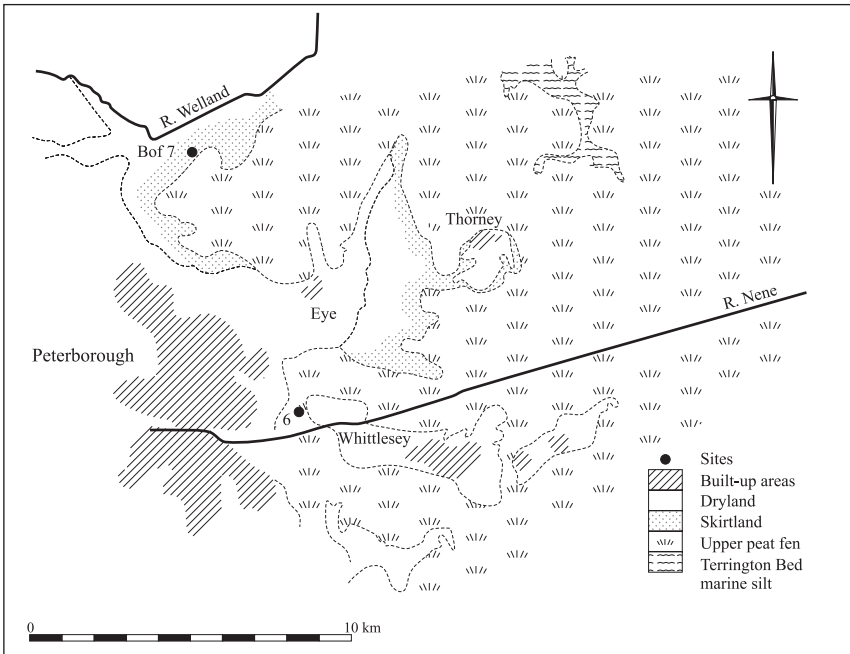 R. Welland
Bof 7
Thorney
R. Nene
Eye
Peterborough
6
Whittlesey
Sites
Built-up areas
Dryland
Skirtland
Upper peat fen
Terrington Bed
marine silt
0 10 km